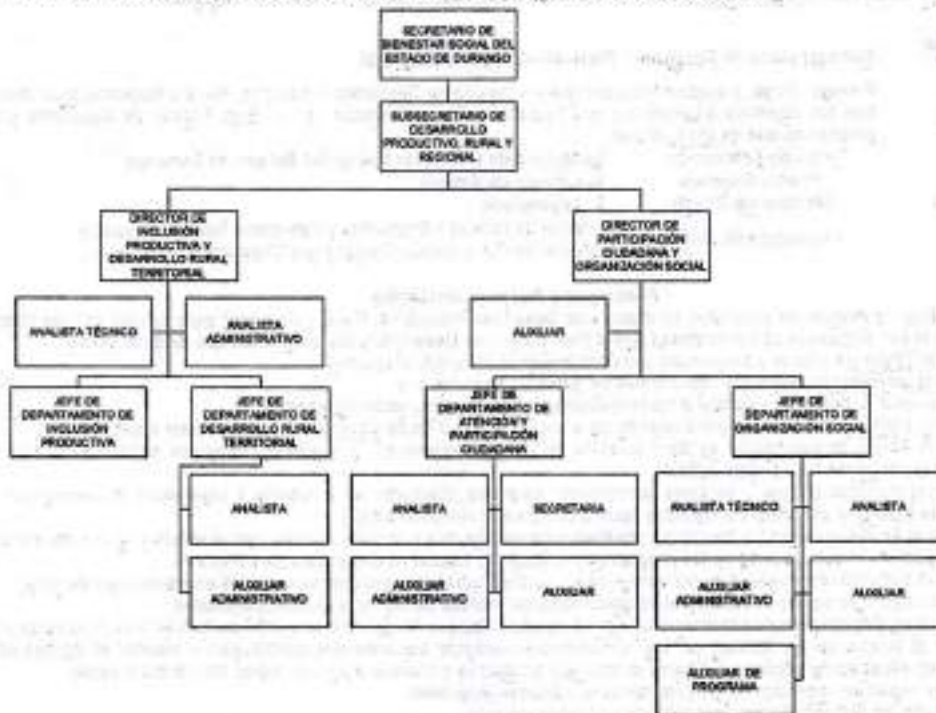 SECRETARIO DE
BIENESTAR SOCIAL DEL
ESTADO DE DURANGO
SUBSECRETARIO DE
DESARROLLO
PRODUCTIVO, RURAL Y
REGIONAL
DIRECTOR DE
INCLUSIÓN
PRODUCTIVA Y
DESARROLLO RURAL
TERRITORIAL
DIRECTOR DE
PARTICIPACIÓN
CIUDADANA Y
ORGANIZACIÓN SOCIAL
ANALISTA TÉCNICO
ANALISTA
ADMINISTRATIVO
AUXILIAR
JEFE DE
DEPARTAMENTO DE
INCLUSIÓN
PRODUCTIVA
JEFE DE
DEPARTAMENTO DE
DESARROLLO RURAL
TERRITORIAL
JEFE DE
DEPARTAMENTO DE
ATENCIÓN Y
PARTICIPACIÓN
CIUDADANA
JEFE DE
DEPARTAMENTO DE
ORGANIZACIÓN SOCIAL
ANALISTA
ANALISTA
SECRETARIA
ANALISTA TÉCNICO
ANALISTA
AUXILIAR
ADMINISTRATIVO
AUXILIAR
ADMINISTRATIVO
AUXILIAR
AUXILIAR
ADMINISTRATIVO
AUXILIAR
AUXILIAR DE
PROGRAMA